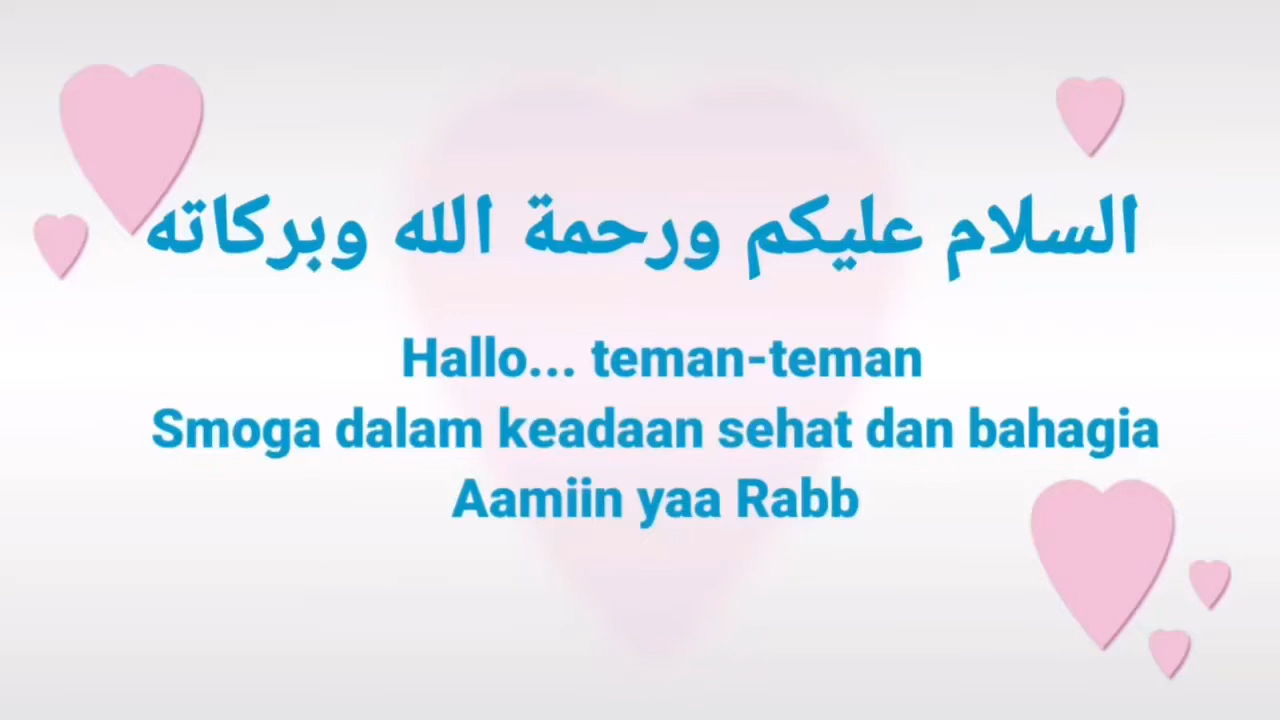 السلام عليكم ورحمة الله وبركاته
Hallo... teman-teman
Smoga dalam keadaan sehat dan bahagia
Aamiin yaa Rabb